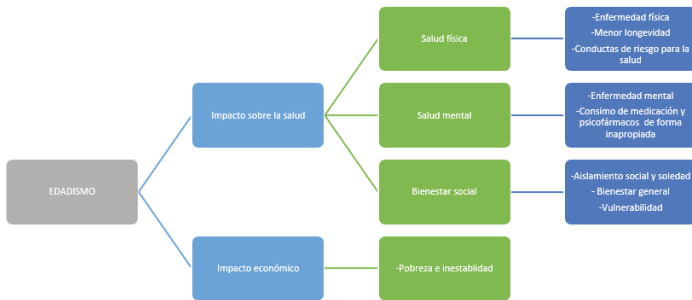 EDADISMO
Impacto sobre la salud
Salud física
-Enfermedad física
-Menor longevidad
-Conductas de riesgo para la
salud
Salud mental
-Enfermedad mental
-Consimo de medicación y
psicofármacos de forma
inapropiada
Bienestar social
-Aislamiento social y soledad
- Bienestar general
-Vulnerabilidad
Impacto económico
-Pobreza e inestablidad